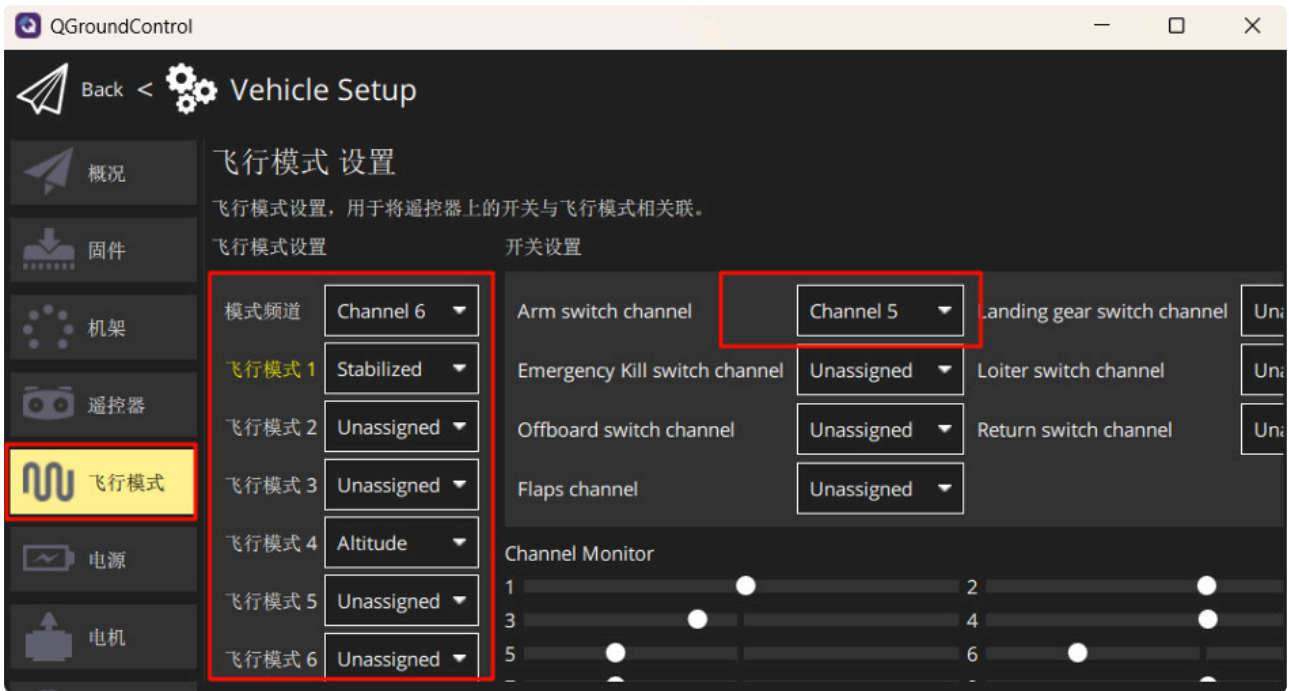 QGroundControl
Back < Vehicle Setup
概况
固件
机架
遥控器
飞行模式
电源
电机
飞行模式 设置
飞行模式设置，用于将遥控器上的开关与飞行模式相关联。
飞行模式设置
模式频道 Channel 6
飞行模式 1 Stabilized
飞行模式 2 Unassigned
飞行模式 3 Unassigned
飞行模式 4 Altitude
飞行模式 5 Unassigned
飞行模式 6 Unassigned
开关设置
Arm switch channel Channel 5 Landing gear switch channel
Emergency Kill switch channel Unassigned Loiter switch channel
Offboard switch channel Unassigned Return switch channel
Flaps channel Unassigned
Channel Monitor
1 2
3 4
5 6